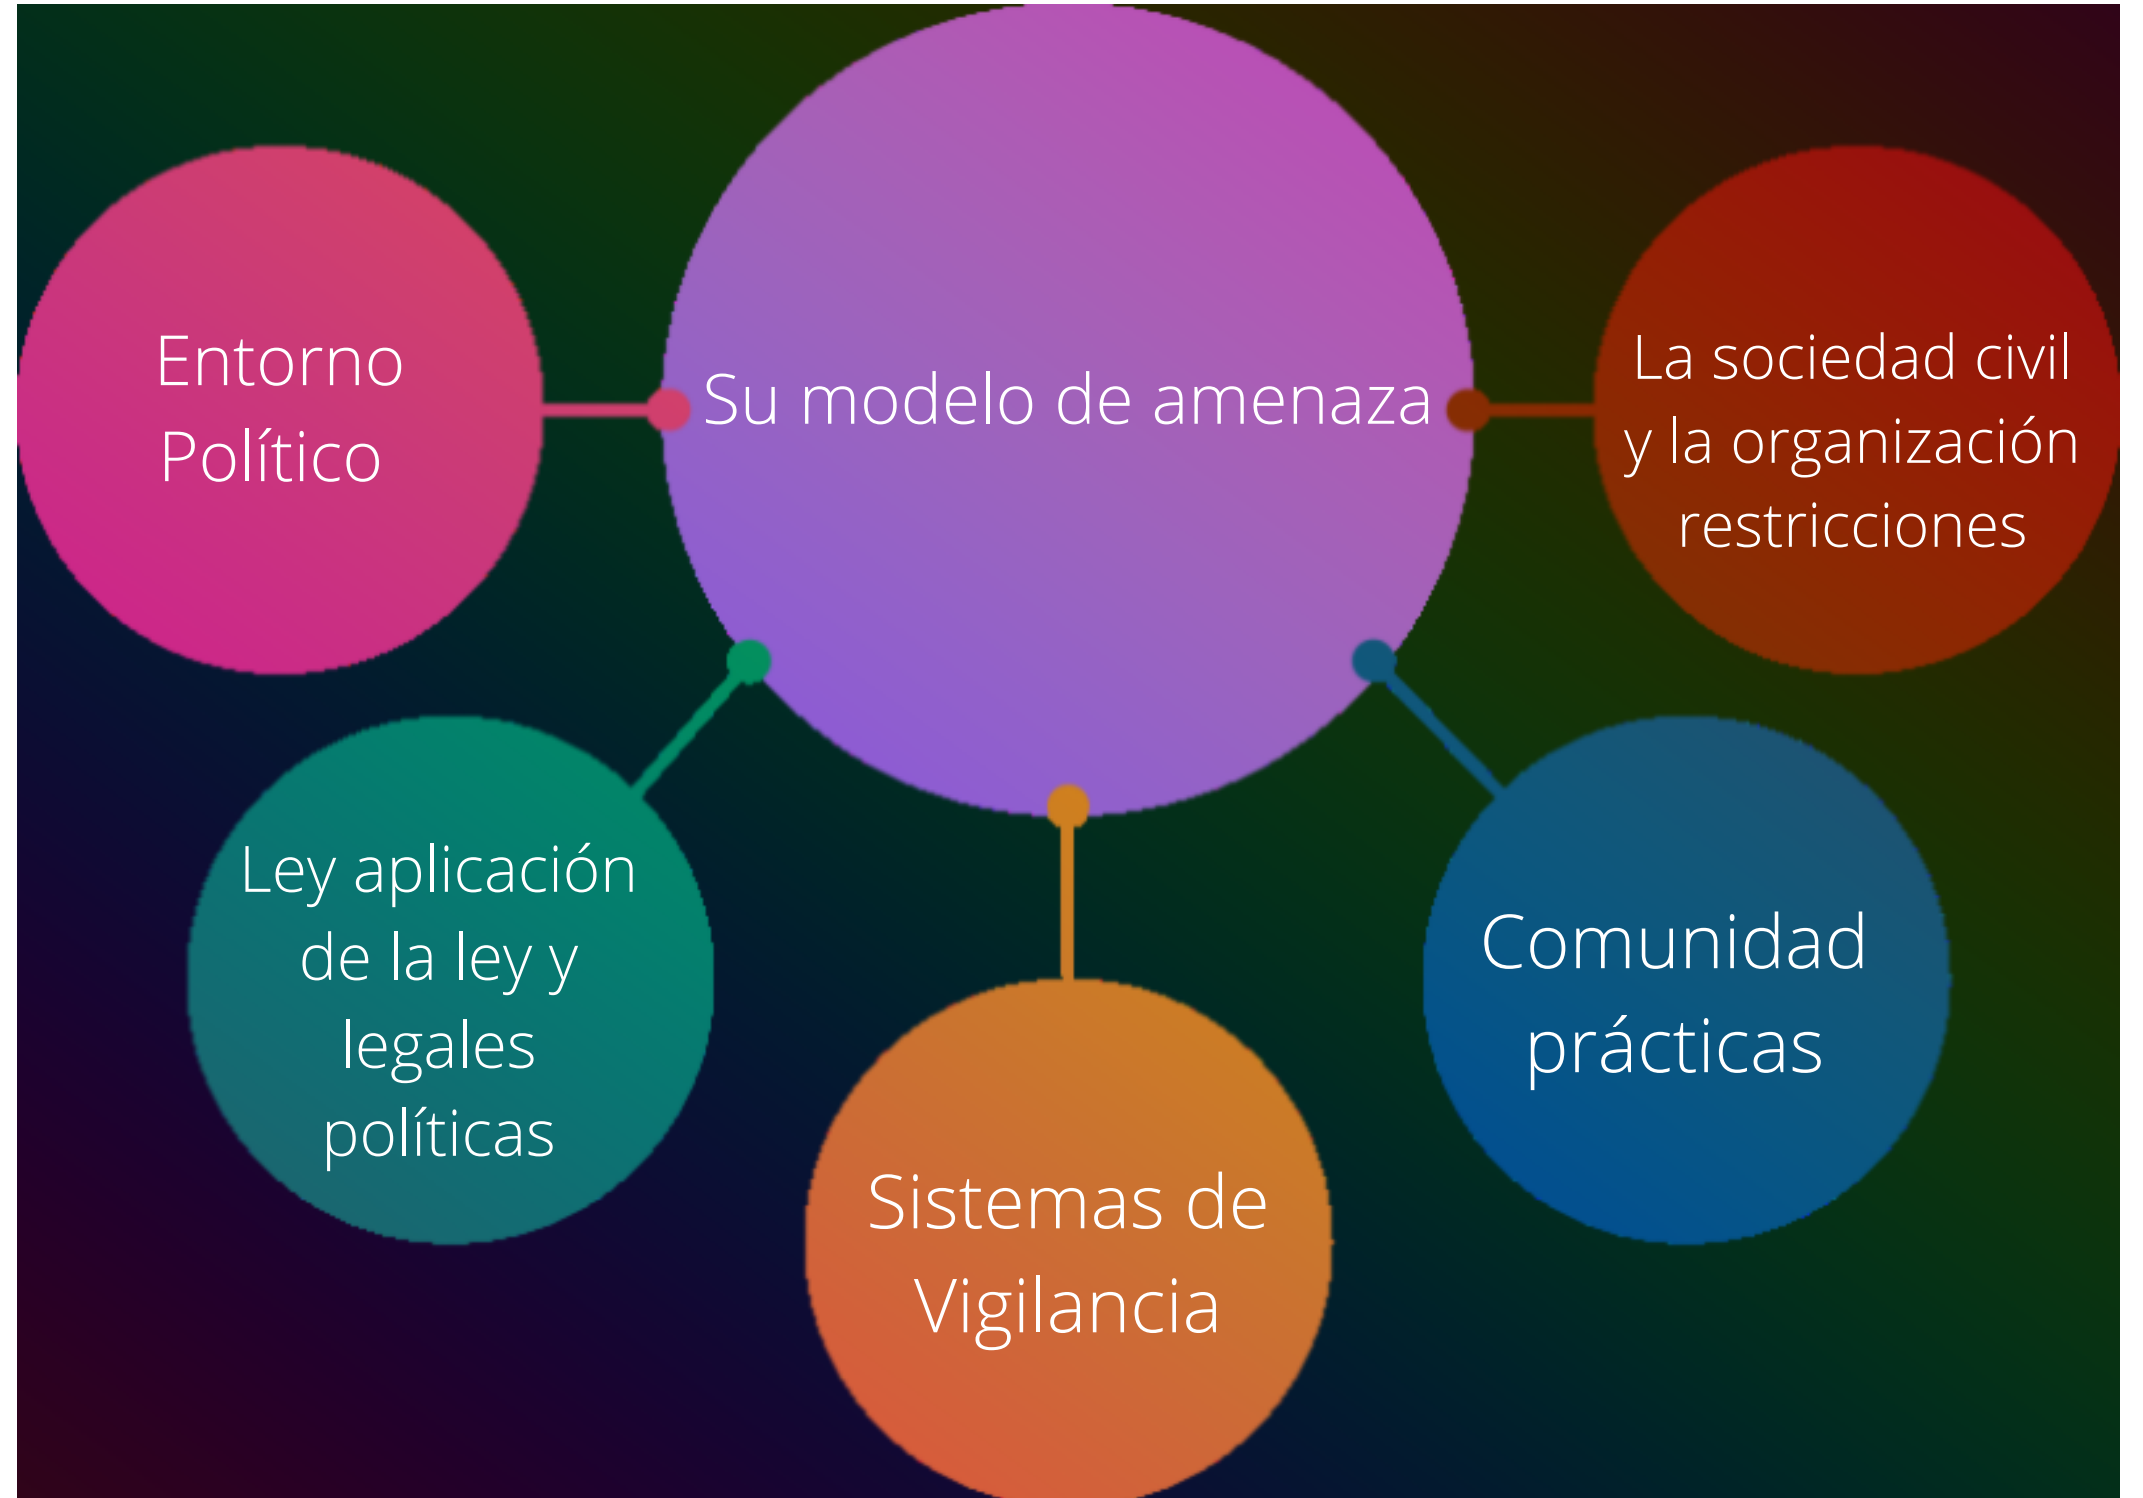 Entorno
Político
Su modelo de amenaza
La sociedad civil
y la organización
restricciones
Ley aplicación
de la ley y
legales
políticas
Sistemas de
Vigilancia
Comunidad
prácticas